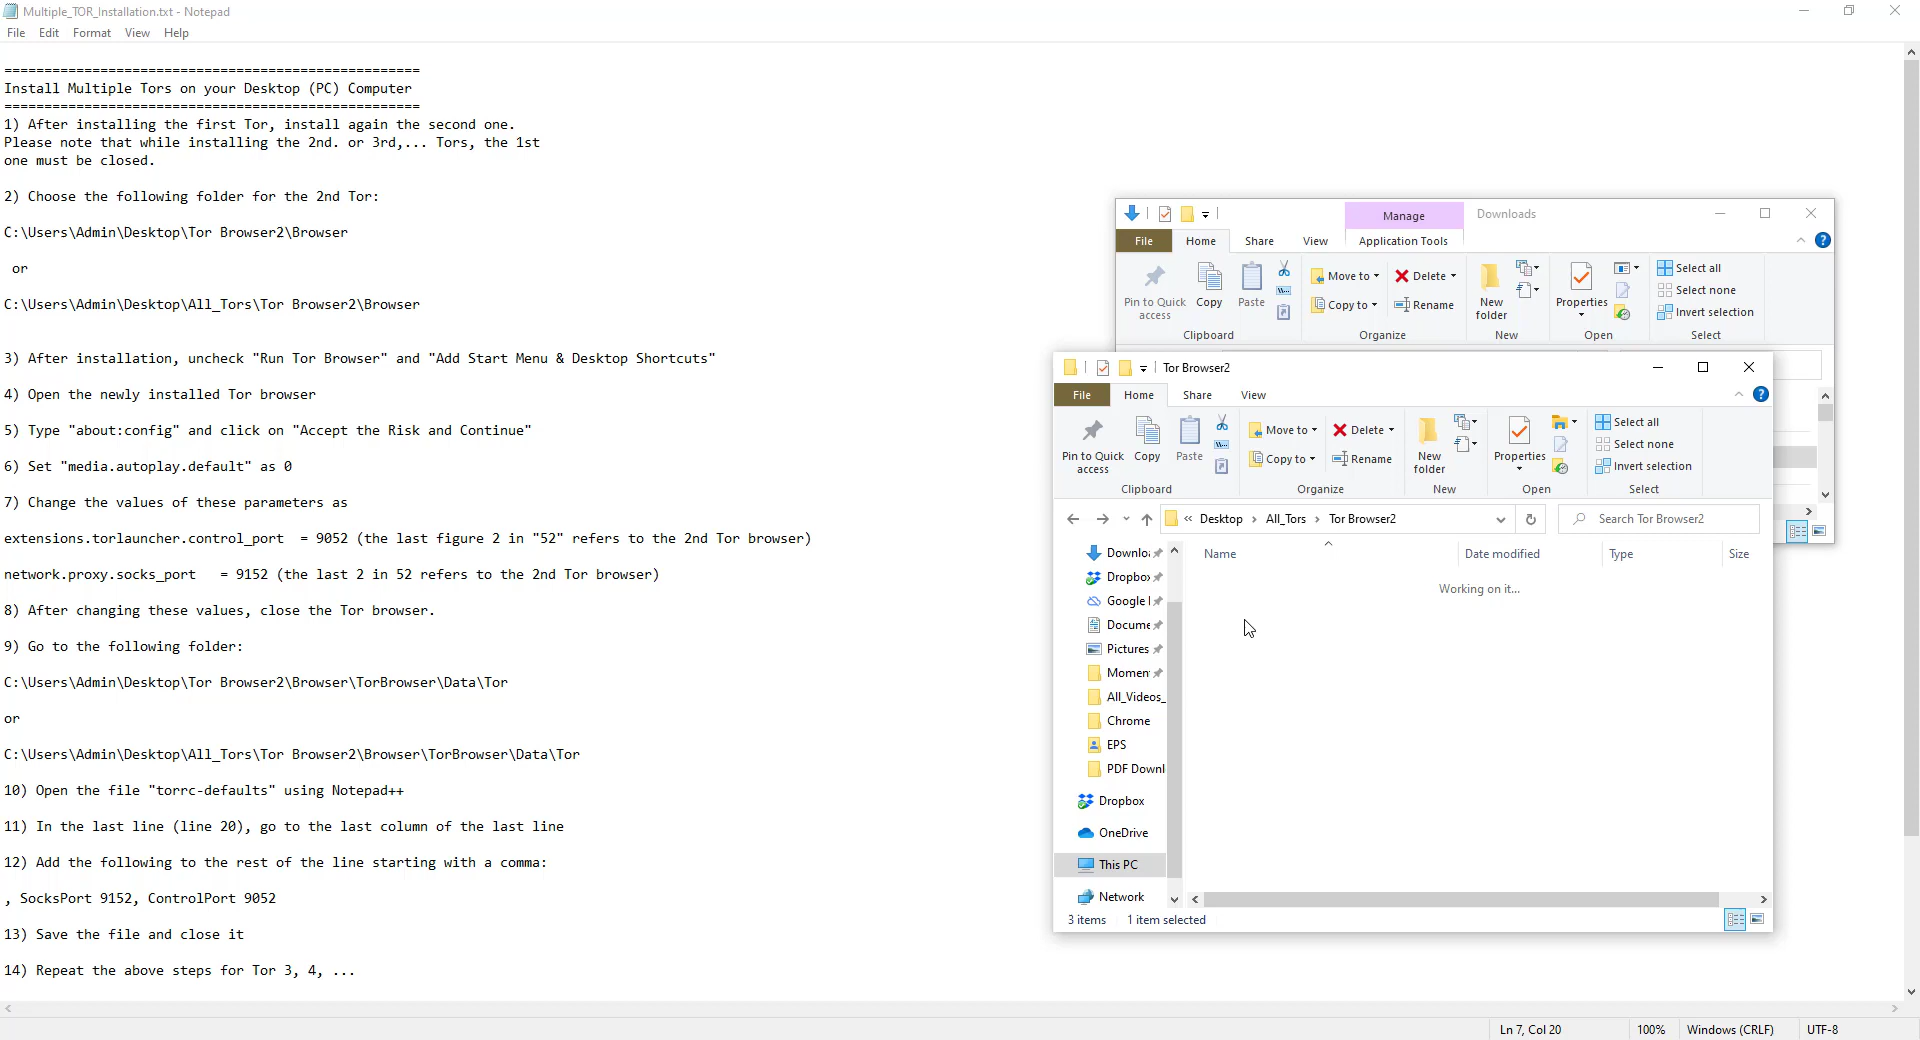 Multiple_TOR_Installation.txt - Notepad
File Edit Format View Help
====================================================
Install Multiple Tors on your Desktop (PC) Computer
====================================================
1) After installing the first Tor, install again the second one.
Please note that while installing the 2nd. or 3rd,... Tors, the 1st
one must be closed.
2) Choose the following folder for the 2nd Tor:
C:\Users\Admin\Desktop\Tor Browser2\Browser
or
C:\Users\Admin\Desktop\All_Tors\Tor Browser2\Browser
3) After installation, uncheck "Run Tor Browser" and "Add Start Menu & Desktop Shortcuts"
4) Open the newly installed Tor browser
5) Type "about:config" and click on "Accept the Risk and Continue"
6) Set "media.autoplay.default" as 0
7) Change the values of these parameters as
extensions.torlauncher.control_port = 9052 (the last figure 2 in "52" refers to the 2nd Tor browser)
network.proxy.socks_port = 9152 (the last 2 in 52 refers to the 2nd Tor browser)
8) After changing these values, close the Tor browser.
9) Go to the following folder:
C:\Users\Admin\Desktop\Tor Browser2\Browser\TorBrowser\Data\Tor
or
C:\Users\Admin\Desktop\All_Tors\Tor Browser2\Browser\TorBrowser\Data\Tor
10) Open the file "torrc-defaults" using Notepad++
11) In the last line (line 20), go to the last column of the last line
12) Add the following to the rest of the line starting with a comma:
, SocksPort 9152, ControlPort 9052
13) Save the file and close it
14) Repeat the above steps for Tor 3, 4, ...
Manage Downloads
File Home Share View Application Tools
Pin to Quick access
Copy
Paste
Move to
Copy to
Delete
Rename
New folder
Properties
Select all
Select none
Invert selection
Clipboard Organize New Open Select
Tor Browser2
File Home Share View
Pin to Quick access
Copy
Paste
Move to
Copy to
Delete
Rename
New folder
Properties
Select all
Select none
Invert selection
Clipboard Organize New Open Select
« Desktop > All_Tors > Tor Browser2
Search Tor Browser2
Name Date modified Type Size
Working on it...
Downloa
Dropbox
Google I
Docume
Pictures
Momen
All_Videos_
Chrome
EPS
PDF Downl
Dropbox
OneDrive
This PC
Network
3 items 1 item selected
Ln 7, Col 20 100% Windows (CRLF) UTF-8